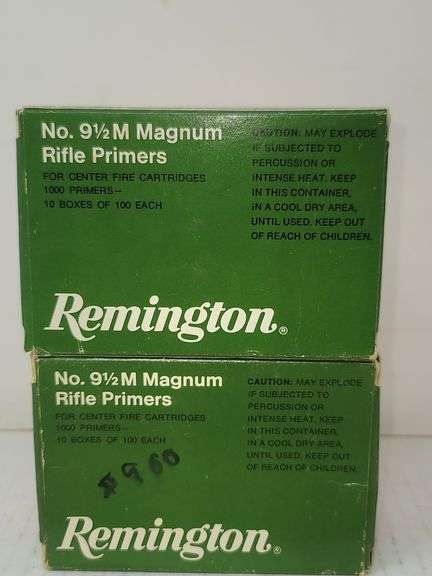 No. 9½M Magnum
Rifle Primers
FOR CENTER FIRE CARTRIDGES
1000 PRIMERS—
10 BOXES OF 100 EACH
CAUTION: MAY EXPLODE
IF SUBJECTED TO
PERCUSSION OR
INTENSE HEAT. KEEP
IN THIS CONTAINER,
IN A COOL DRY AREA,
UNTIL USED. KEEP OUT
OF REACH OF CHILDREN.
Remington®
No. 9½M Magnum
Rifle Primers
FOR CENTER FIRE CARTRIDGES
1000 PRIMERS—
10 BOXES OF 100 EACH
$900
CAUTION: MAY EXPLODE
IF SUBJECTED TO
PERCUSSION OR
INTENSE HEAT. KEEP
IN THIS CONTAINER,
IN A COOL DRY AREA,
UNTIL USED. KEEP OUT
OF REACH OF CHILDREN.
Remington®